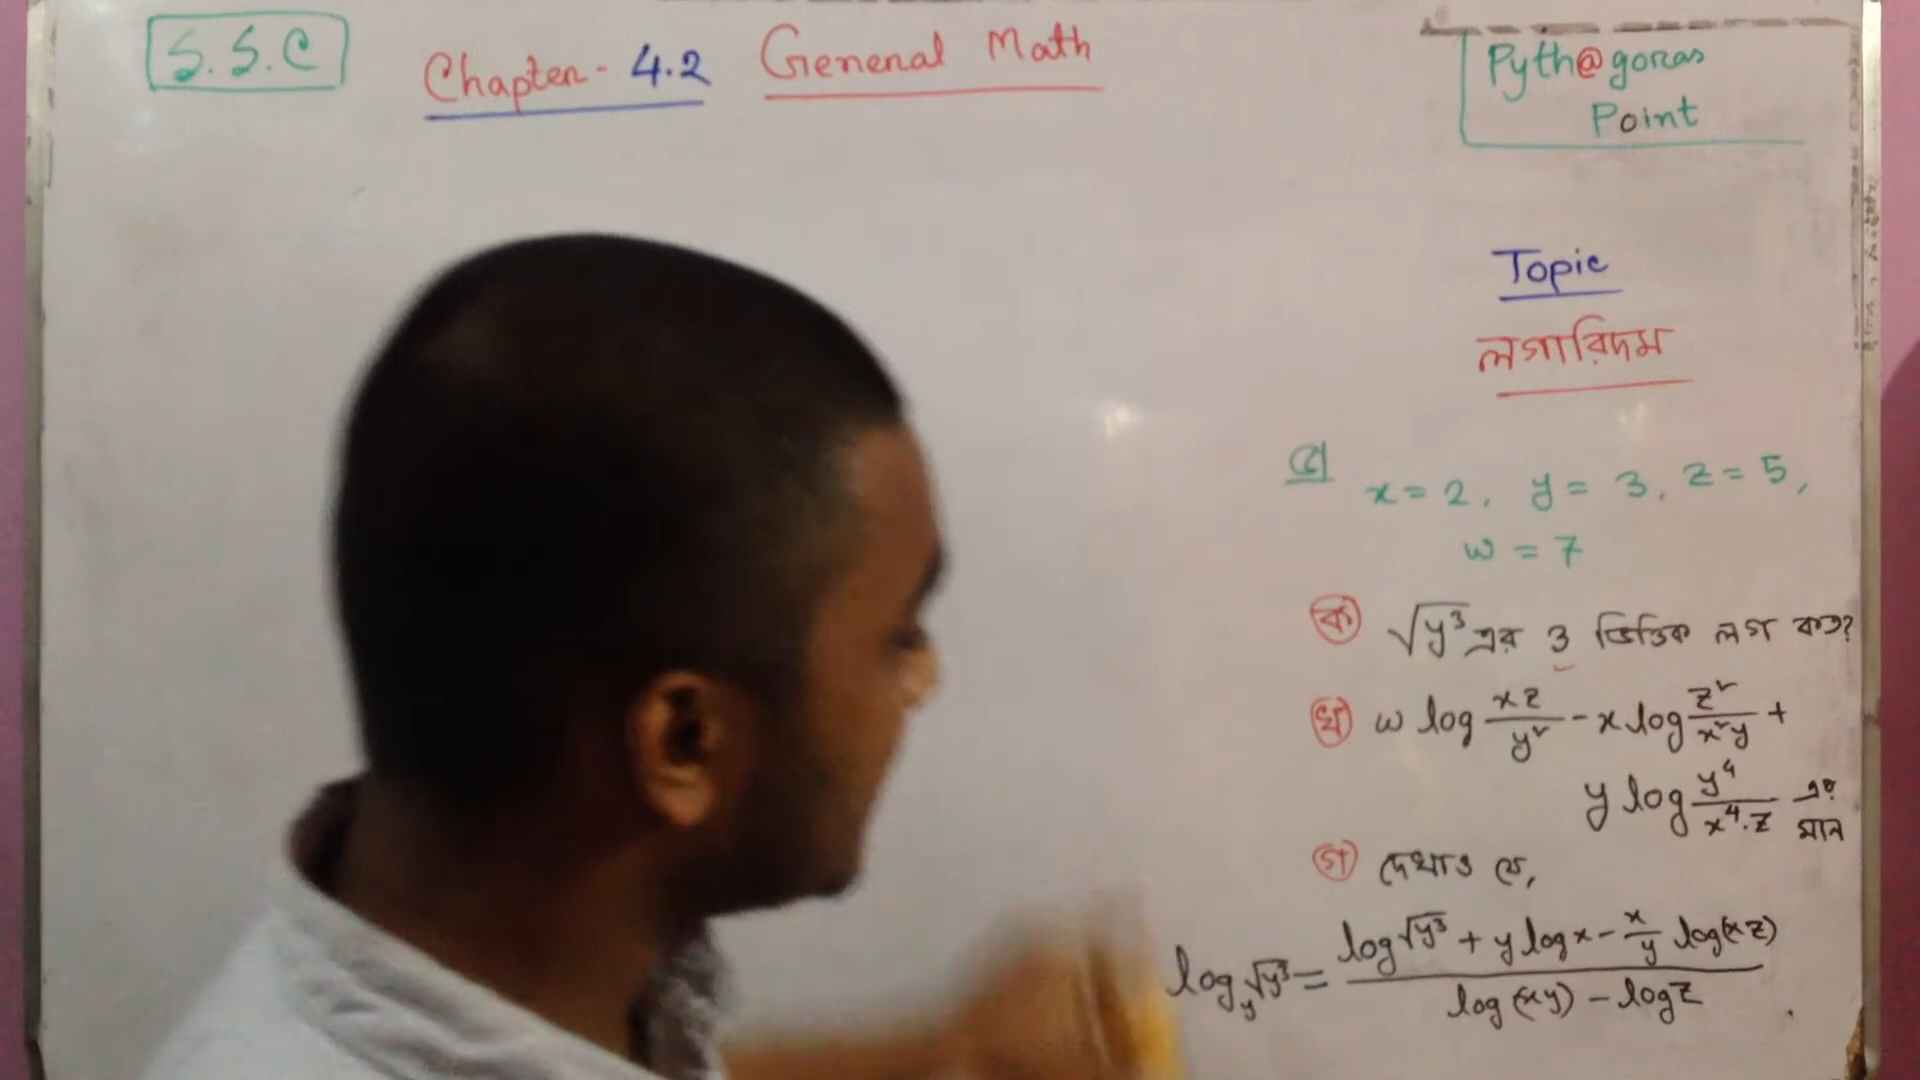 S.S.C
Chapter - 4.2 General Math
Pyth@goras
Point
Topic
লগারিদম
x = 2, y = 3, z = 5,
w = 7
ক √y³ এর 3 ভিত্তিক লগ কত?
খ w log xz/y² - x log z²/x²y +
y log y⁴/x⁴.z এর মান
গ দেখাও যে,
log_y √y³ = (log √y³ + y log x - x/y log(xz)) / (log(xy) - log z)